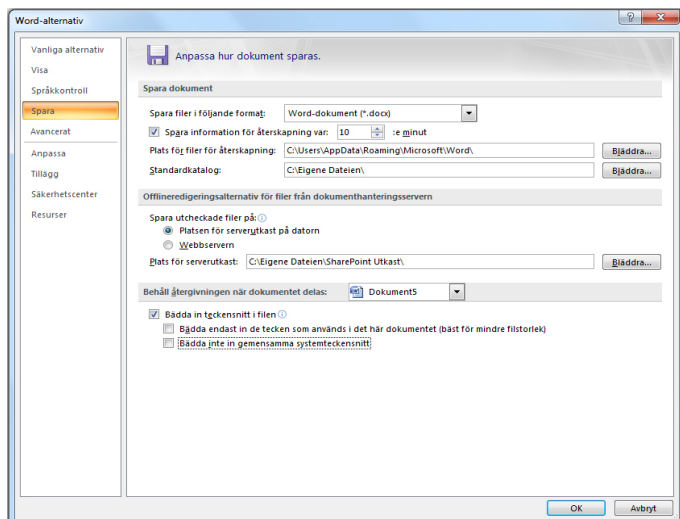 Word-alternativ
Vanliga alternativ
Visa
Språkkontroll
Spara
Avancerat
Anpassa
Tillägg
Säkerhetscenter
Resurser
Anpassa hur dokument sparas.
Spara dokument
Spara filer i följande format: Word-dokument (*.docx)
Spara information för återskapning var: 10 :e minut
Plats för filer för återskapning: C:\Users\AppData\Roaming\Microsoft\Word\ Bläddra...
Standardkatalog: C:\Eigene Dateien\ Bläddra...
Offlineredigeringsalternativ för filer från dokumenthanteringsservern
Spara utcheckade filer på:
Platsen för serverutkast på datorn
Webbservern
Plats för serverutkast: C:\Eigene Dateien\SharePoint Utkast\ Bläddra...
Behåll återgivningen när dokumentet delas: Dokument5
Bädda in teckensnitt i filen
Bädda endast in de tecken som används i det här dokumentet (bäst för mindre filstorlek)
Bädda inte in gemensamma systemteckensnitt
OK Avbryt